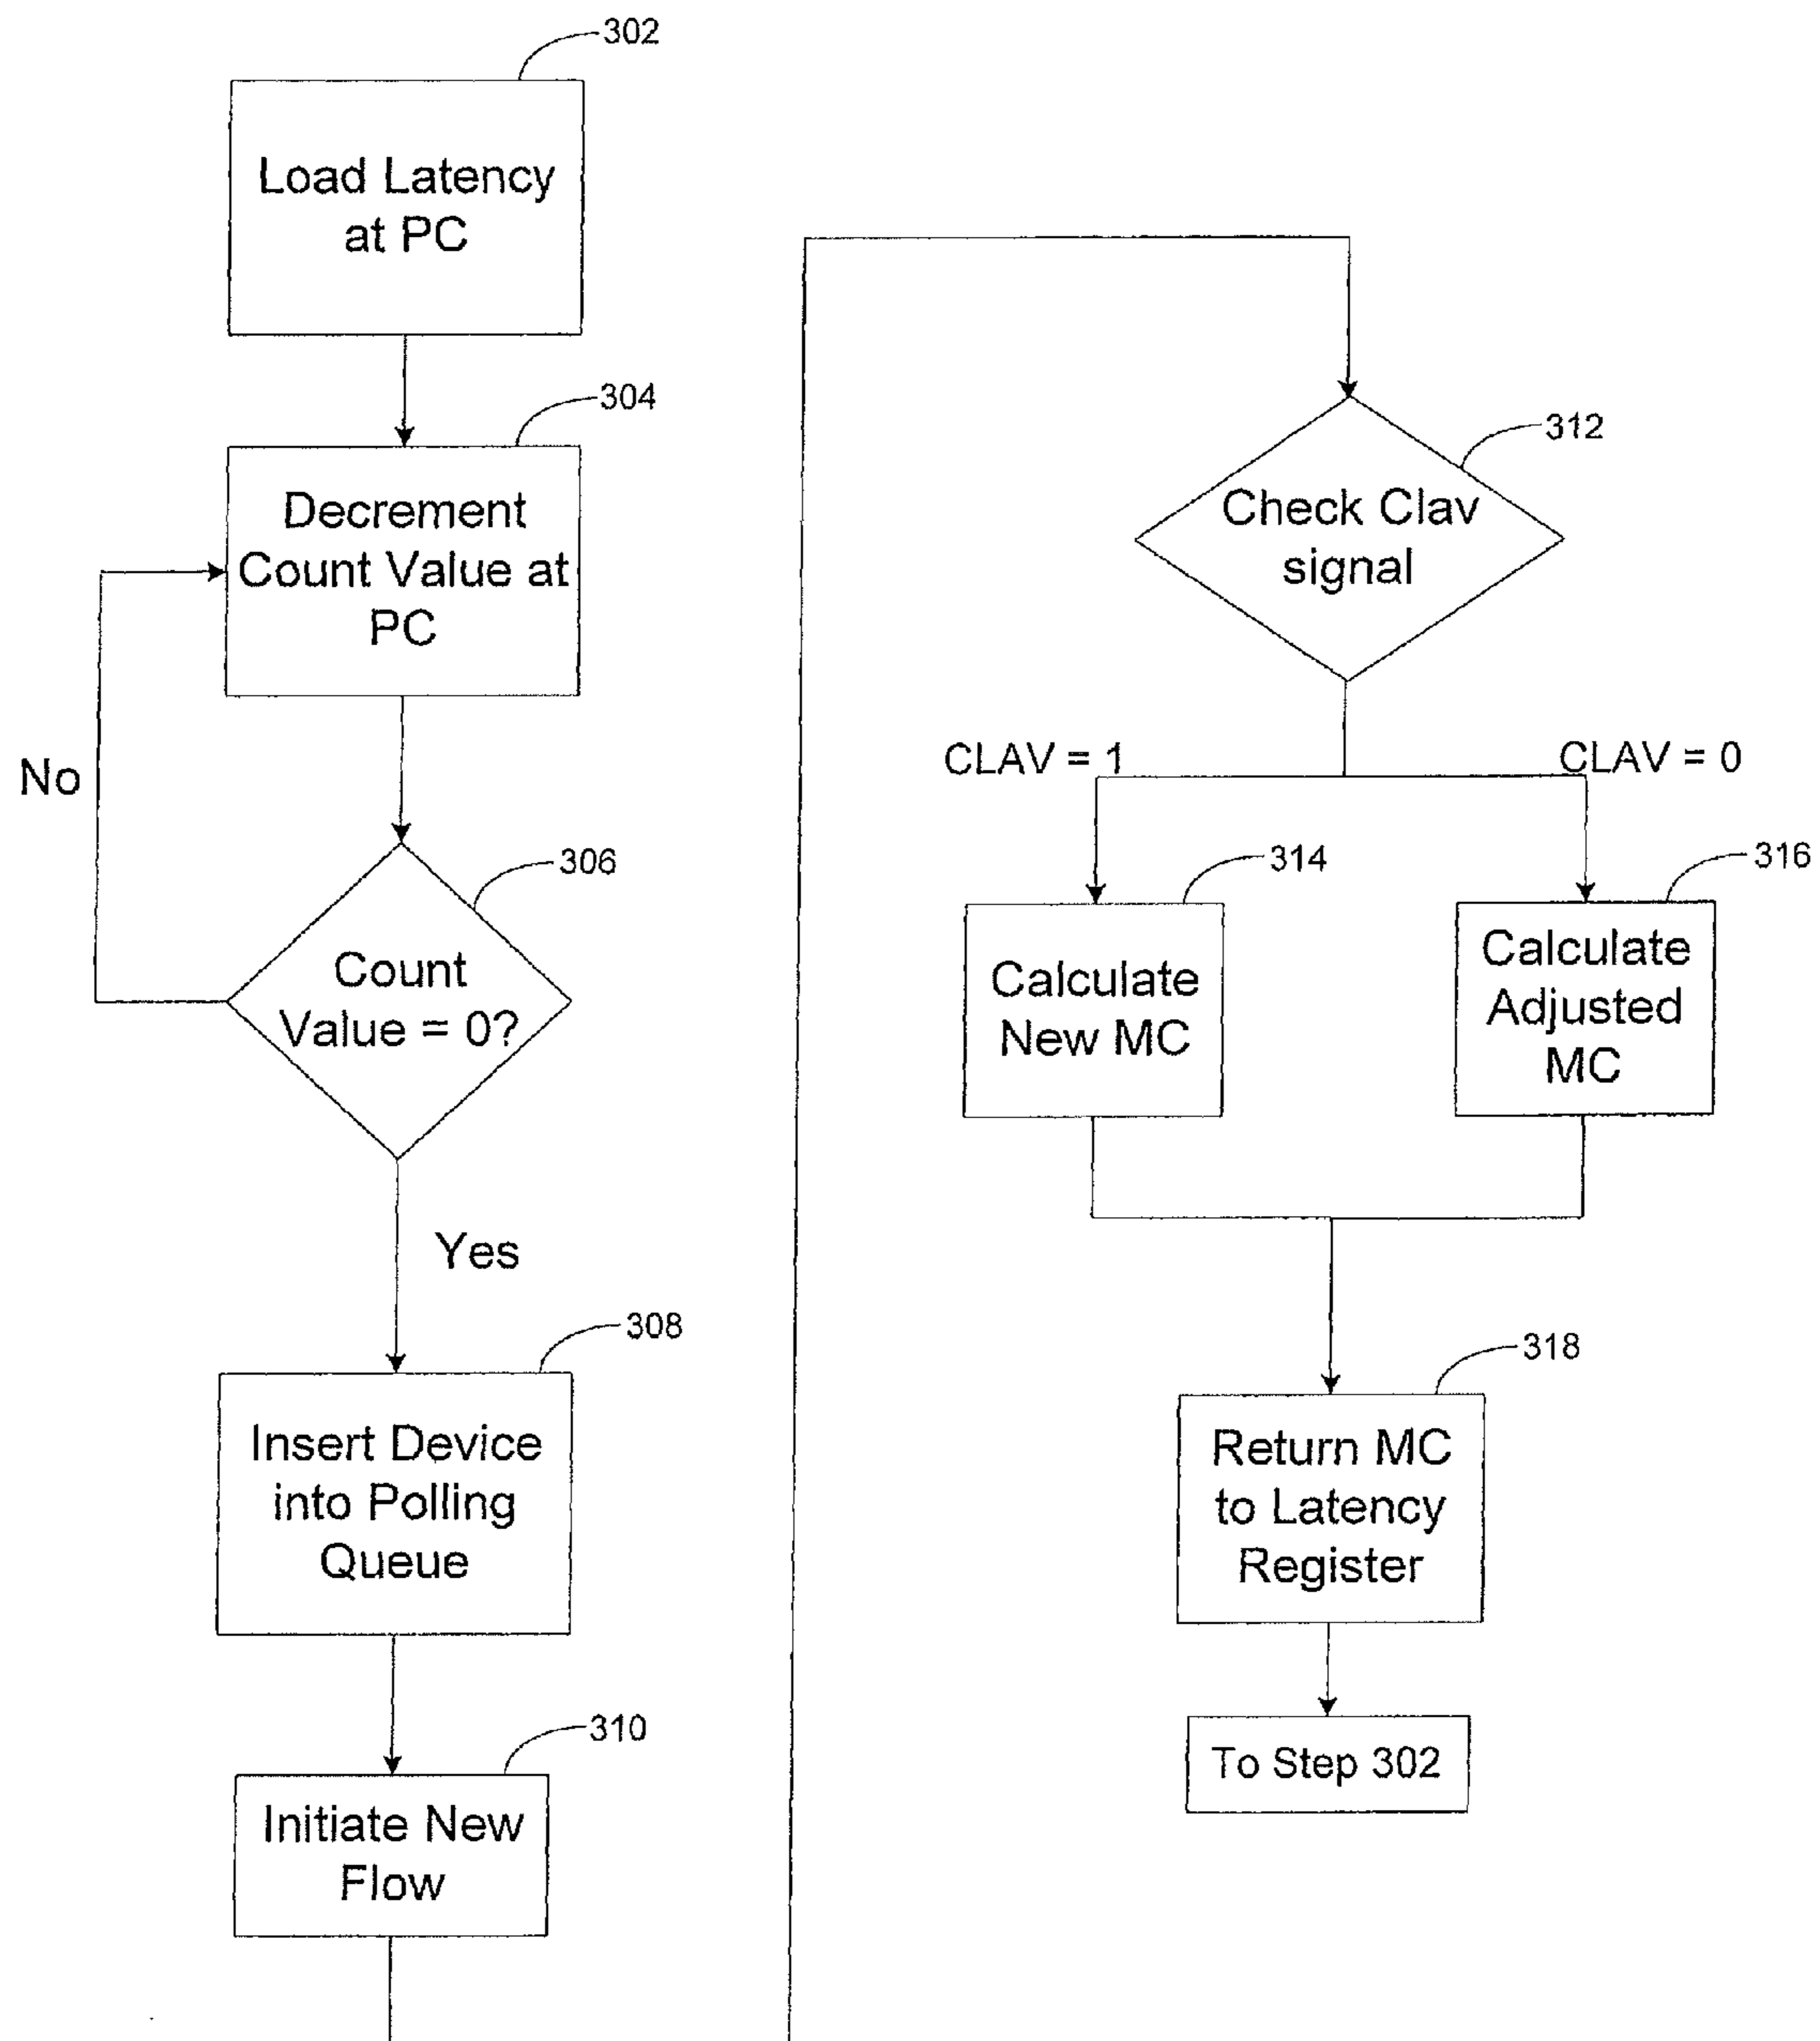 302
Load Latency
at PC
304
Decrement
Count Value at
PC
No
306
Count
Value = 0?
Yes
308
Insert Device
into Polling
Queue
310
Initiate New
Flow
312
Check Clav
signal
CLAV = 1
CLAV = 0
314
Calculate
New MC
316
Calculate
Adjusted
MC
318
Return MC
to Latency
Register
To Step 302